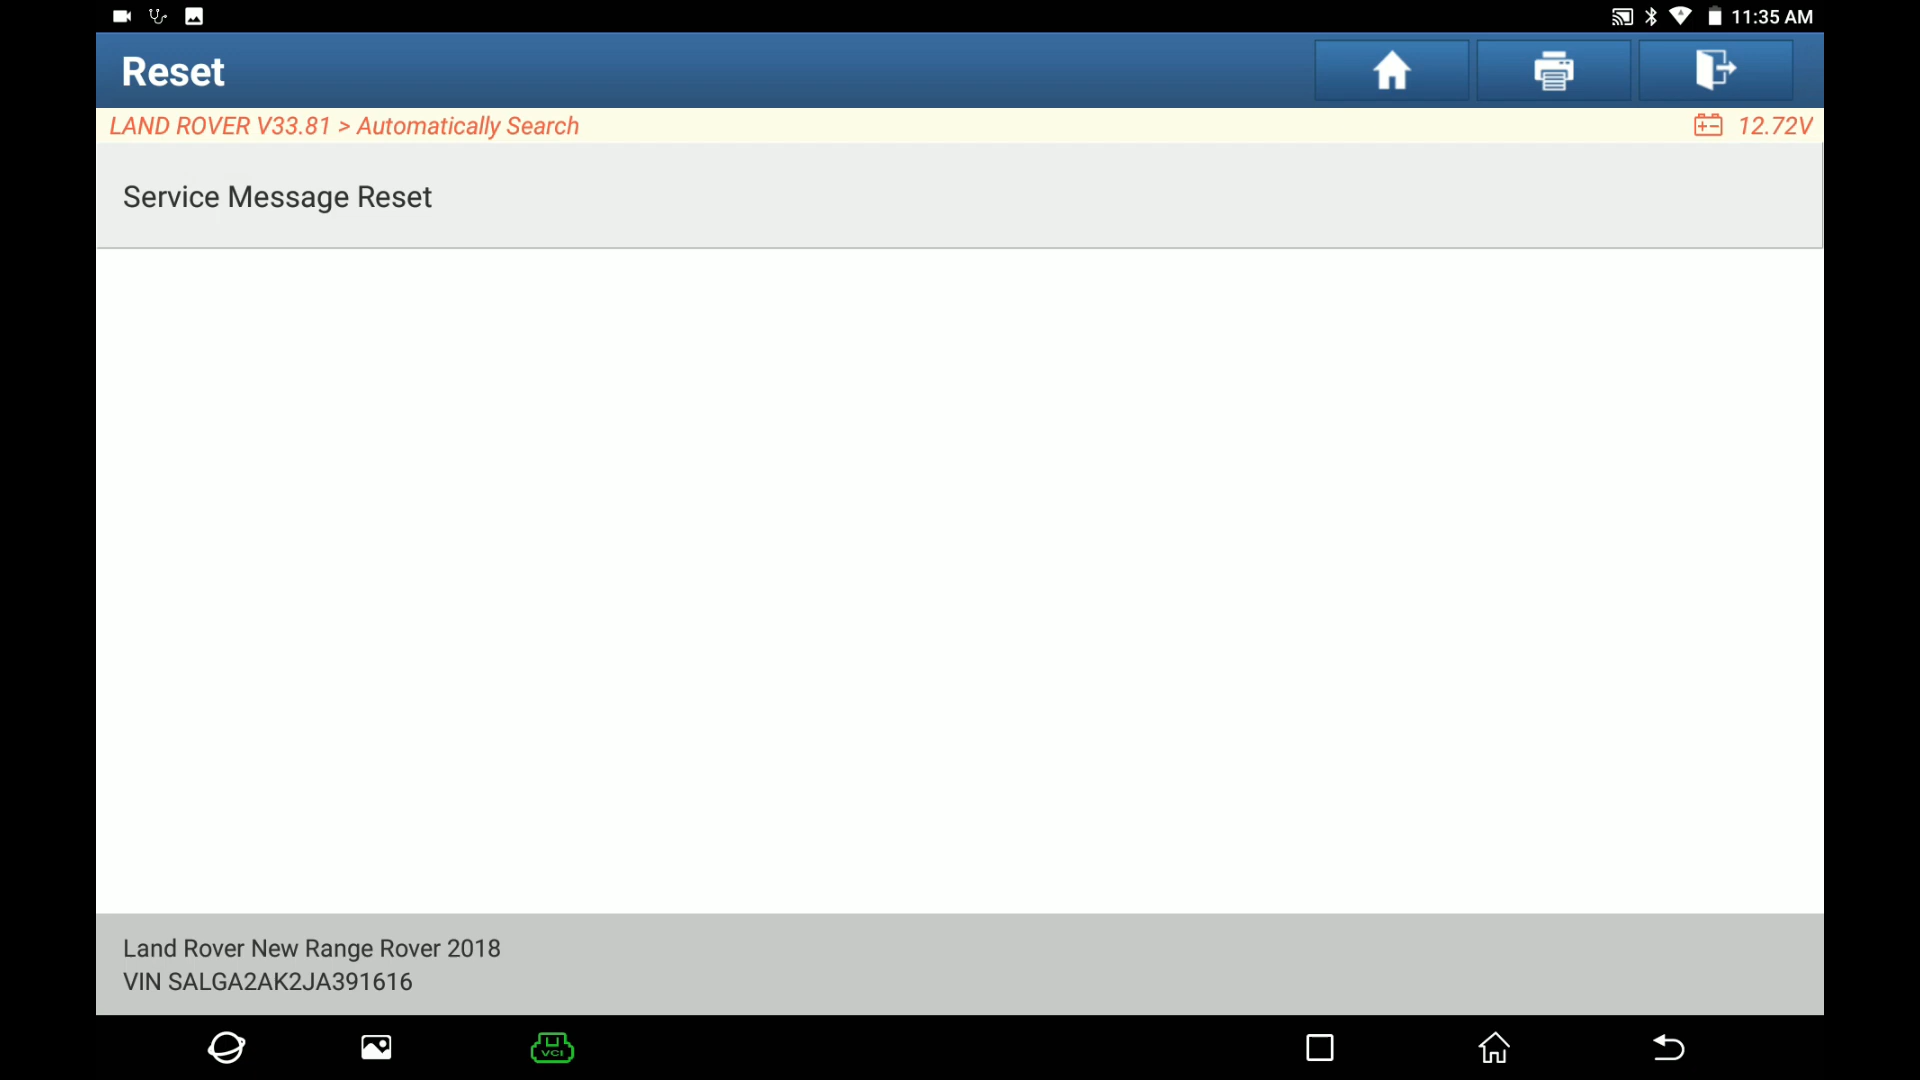 11:35 AM
Reset
LAND ROVER V33.81 > Automatically Search
12.72V
Service Message Reset
Land Rover New Range Rover 2018
VIN SALGA2AK2JA391616
VCI